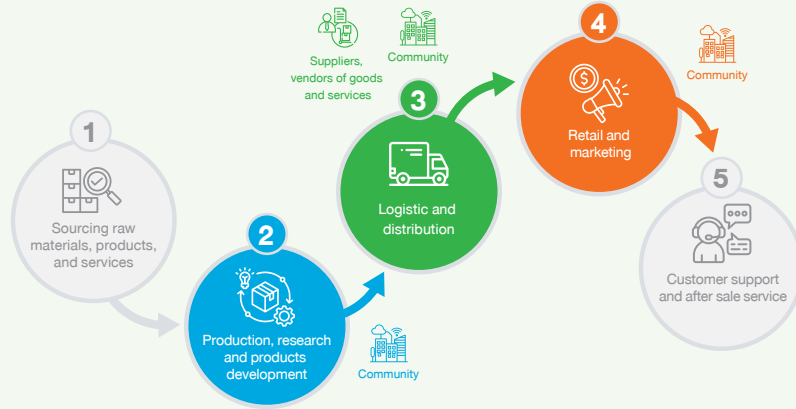 1
Sourcing raw
materials, products,
and services
2
Production, research
and products
development
Community
Suppliers,
vendors of goods
and services
Community
3
Logistic and
distribution
4
$
Retail and
marketing
Community
5
Customer support
and after sale service